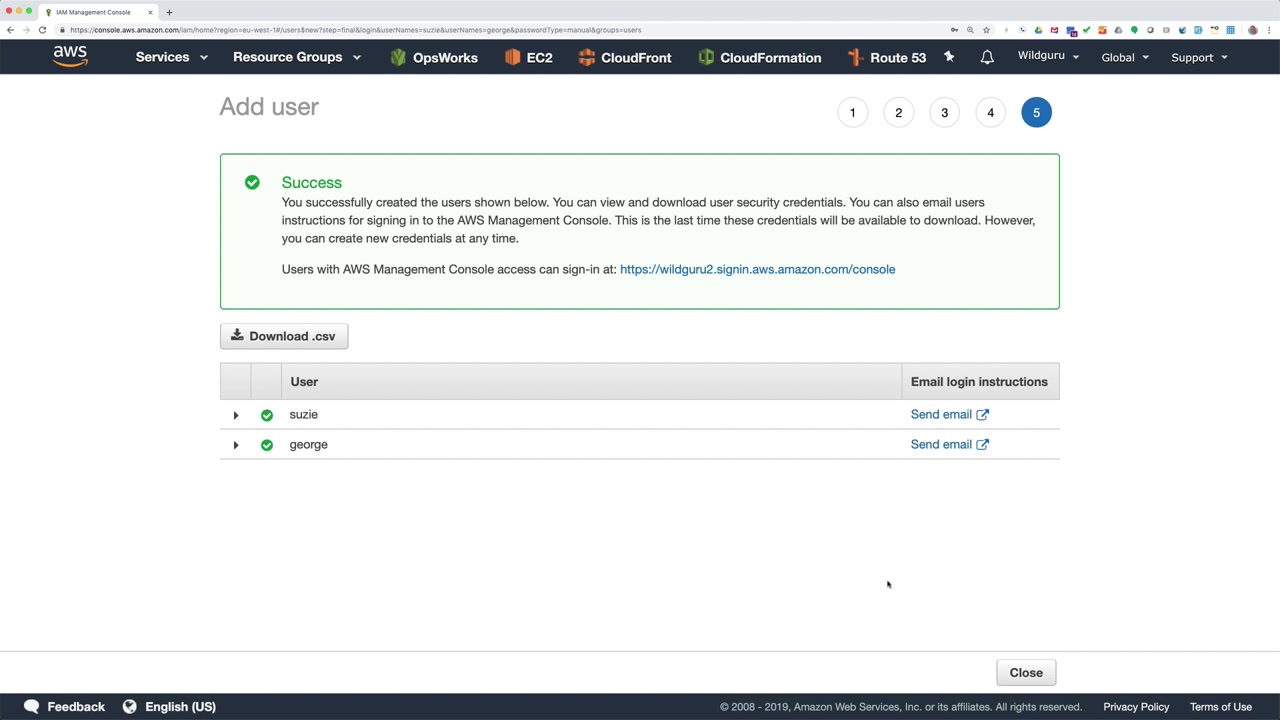 IAM Management Console
https://console.aws.amazon.com/iam/home?region=eu-west-1#/users$new?step=final&login&userNames=suzie&userNames=george&passwordType=manual&groups=users
aws
Services
Resource Groups
OpsWorks
EC2
CloudFront
CloudFormation
Route 53
Wildguru
Global
Support
Add user
1
2
3
4
5
Success
You successfully created the users shown below. You can view and download user security credentials. You can also email users
instructions for signing in to the AWS Management Console. This is the last time these credentials will be available to download. However,
you can create new credentials at any time.
Users with AWS Management Console access can sign-in at: https://wildguru2.signin.aws.amazon.com/console
Download .csv
User
Email login instructions
suzie
Send email
george
Send email
Close
Feedback
English (US)
© 2008 - 2019, Amazon Web Services, Inc. or its affiliates. All rights reserved.
Privacy Policy
Terms of Use